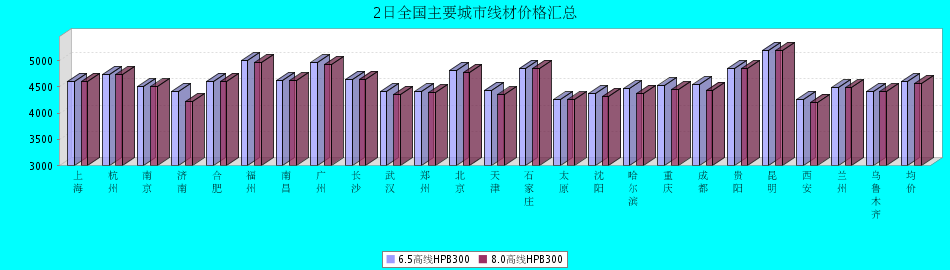 2日全国主要城市线材价格汇总
5000
4500
4000
3500
3000
上海
杭州
南京
济南
合肥
福州
南昌
广州
长沙
武汉
郑州
北京
天津
石家庄
太原
沈阳
哈尔滨
重庆
成都
贵阳
昆明
西安
兰州
乌鲁木齐
均价
6.5高线HPB300 8.0高线HPB300